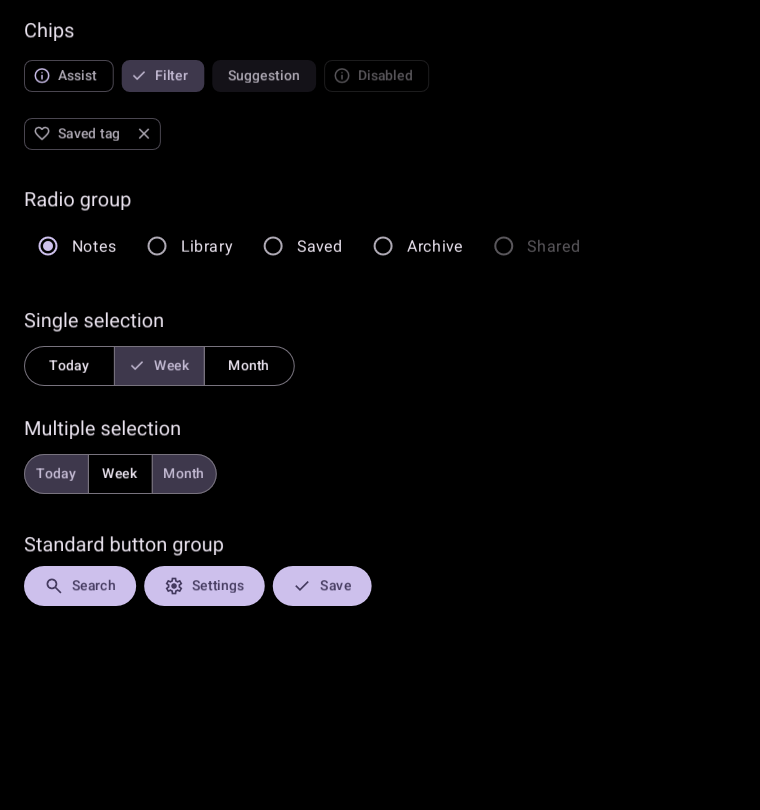 Chips
Assist Filter Suggestion Disabled
Saved tag
Radio group
Notes Library Saved Archive Shared
Single selection
Today Week Month
Multiple selection
Today Week Month
Standard button group
Search Settings Save